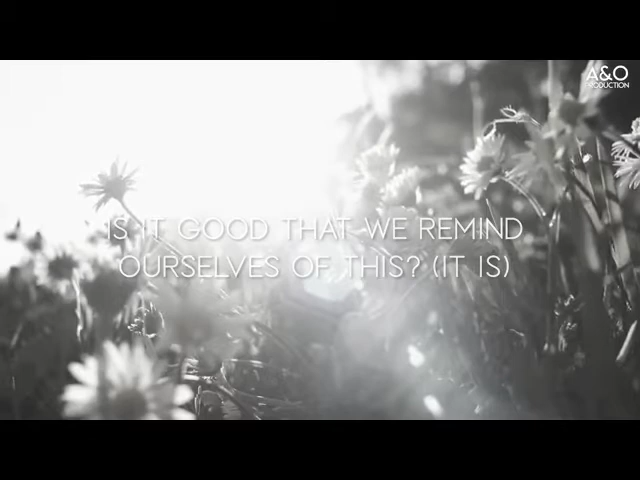 A&O
PRODUCTION
IS IT GOOD THAT WE REMIND
OURSELVES OF THIS? (IT IS)